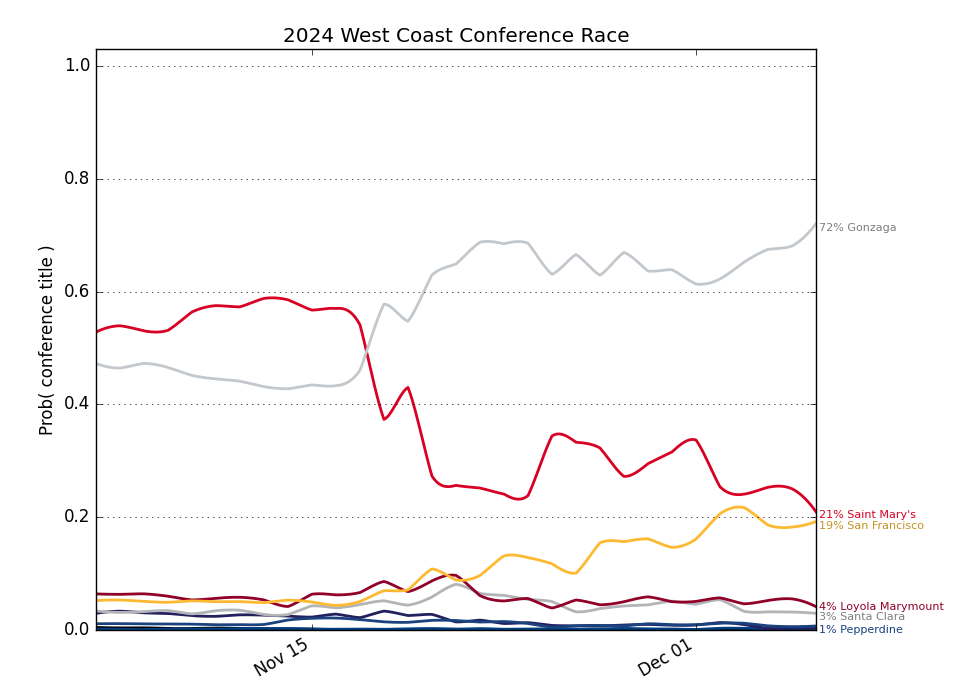 2024 West Coast Conference Race
Prob( conference title )
1.0
0.8
0.6
0.4
0.2
0.0
Nov 15
Dec 01
72% Gonzaga
21% Saint Mary's
19% San Francisco
4% Loyola Marymount
3% Santa Clara
1% Pepperdine